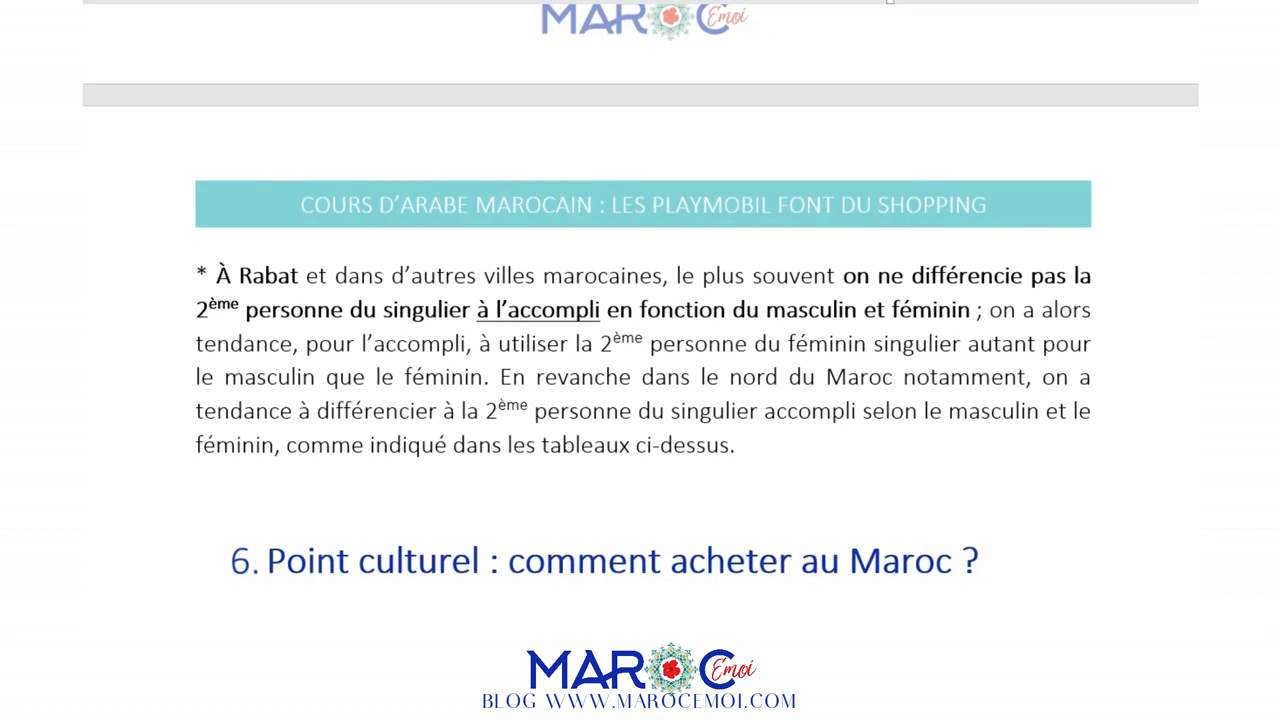 MAROC Emoi
COURS D’ARABE MAROCAIN : LES PLAYMOBIL FONT DU SHOPPING
* À Rabat et dans d’autres villes marocaines, le plus souvent on ne différencie pas la
2ème personne du singulier à l’accompli en fonction du masculin et féminin ; on a alors
tendance, pour l’accompli, à utiliser la 2ème personne du féminin singulier autant pour
le masculin que le féminin. En revanche dans le nord du Maroc notamment, on a
tendance à différencier à la 2ème personne du singulier accompli selon le masculin et le
féminin, comme indiqué dans les tableaux ci-dessus.
6. Point culturel : comment acheter au Maroc ?
MAROC Emoi
BLOG WWW.MAROCEMOI.COM